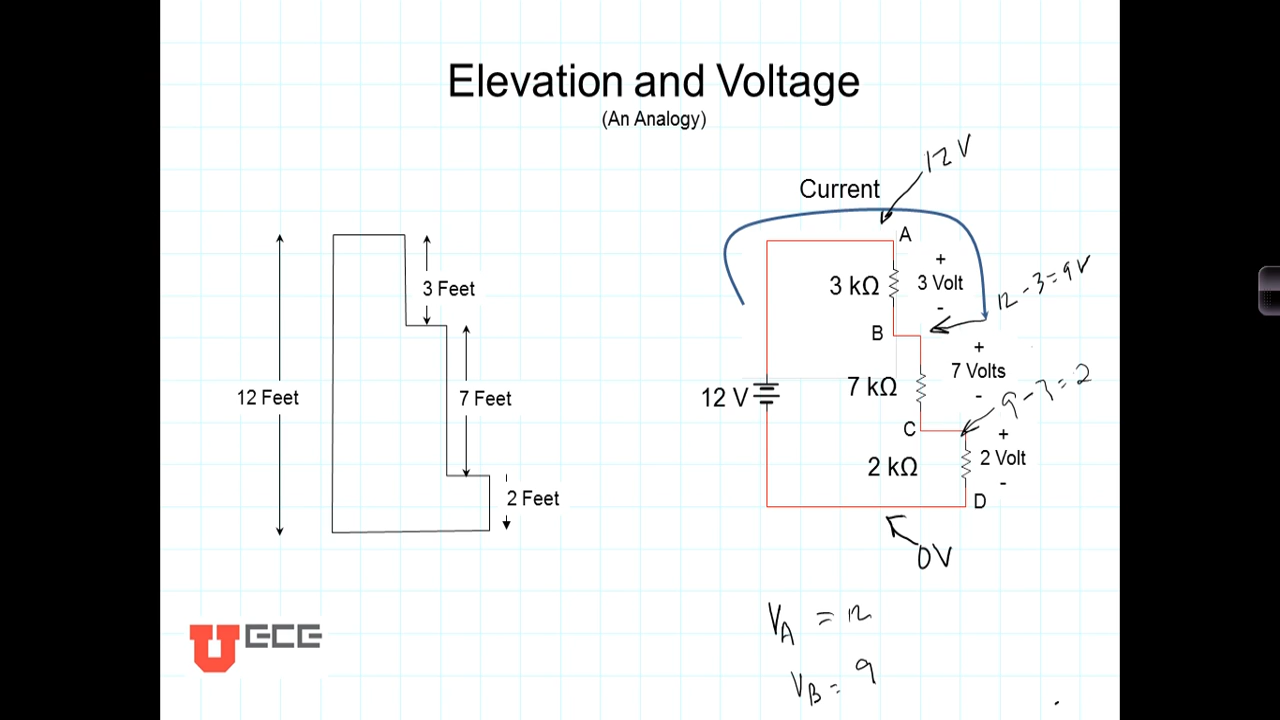 Elevation and Voltage
(An Analogy)
12 V
Current
A
+
3 Feet
3 kΩ
3 Volt
-
12 - 3 = 9V
B
+
7 Volts
12 Feet
7 Feet
12 V
7 kΩ
-
9 - 7 = 2
C
+
2 kΩ
2 Volt
-
2 Feet
D
0V
V_A = 12
U ECE
V_B = 9